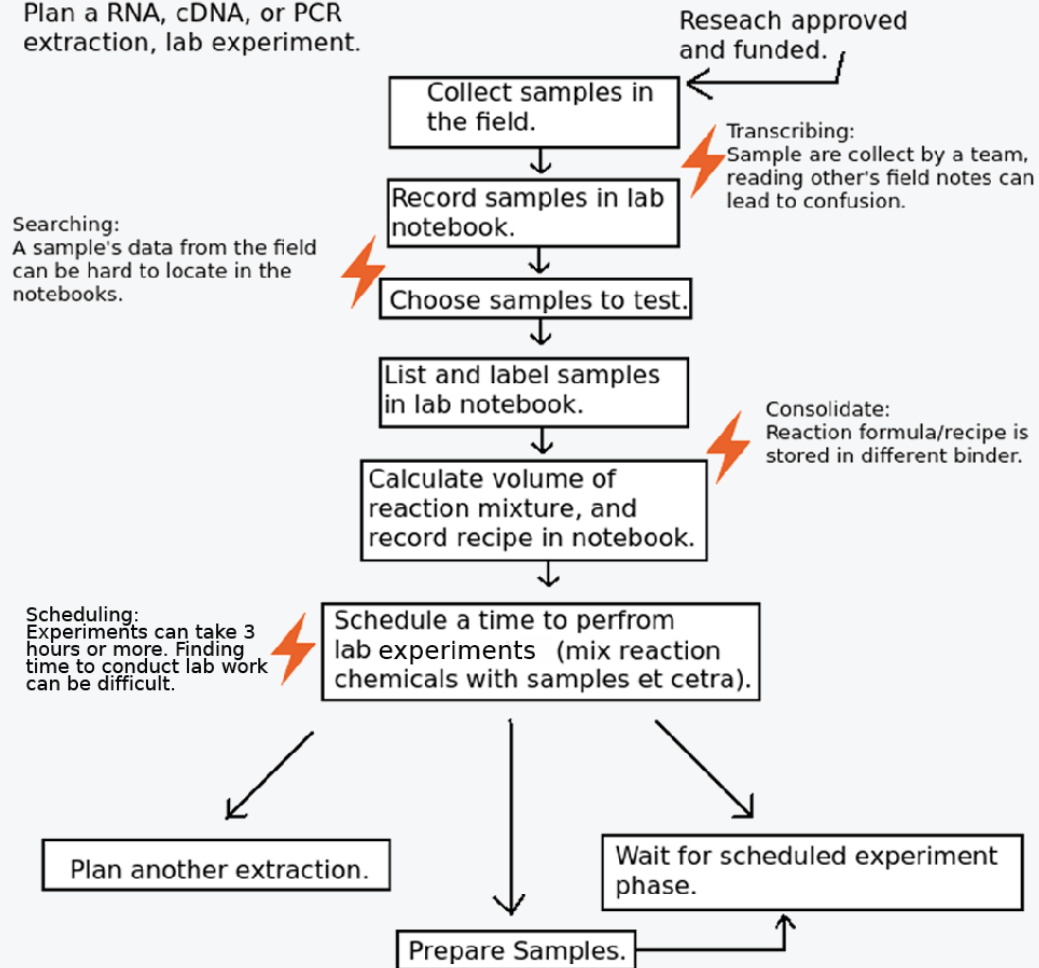 Plan a RNA, cDNA, or PCR
extraction, lab experiment.
Reseach approved
and funded.
Collect samples in
the field.
Transcribing:
Sample are collect by a team,
reading other's field notes can
lead to confusion.
Record samples in lab
notebook.
Searching:
A sample's data from the field
can be hard to locate in the
notebooks.
Choose samples to test.
List and label samples
in lab notebook.
Consolidate:
Reaction formula/recipe is
stored in different binder.
Calculate volume of
reaction mixture, and
record recipe in notebook.
Scheduling:
Experiments can take 3
hours or more. Finding
time to conduct lab work
can be difficult.
Schedule a time to perfrom
lab experiments (mix reaction
chemicals with samples et cetra).
Plan another extraction.
Wait for scheduled experiment
phase.
Prepare Samples.